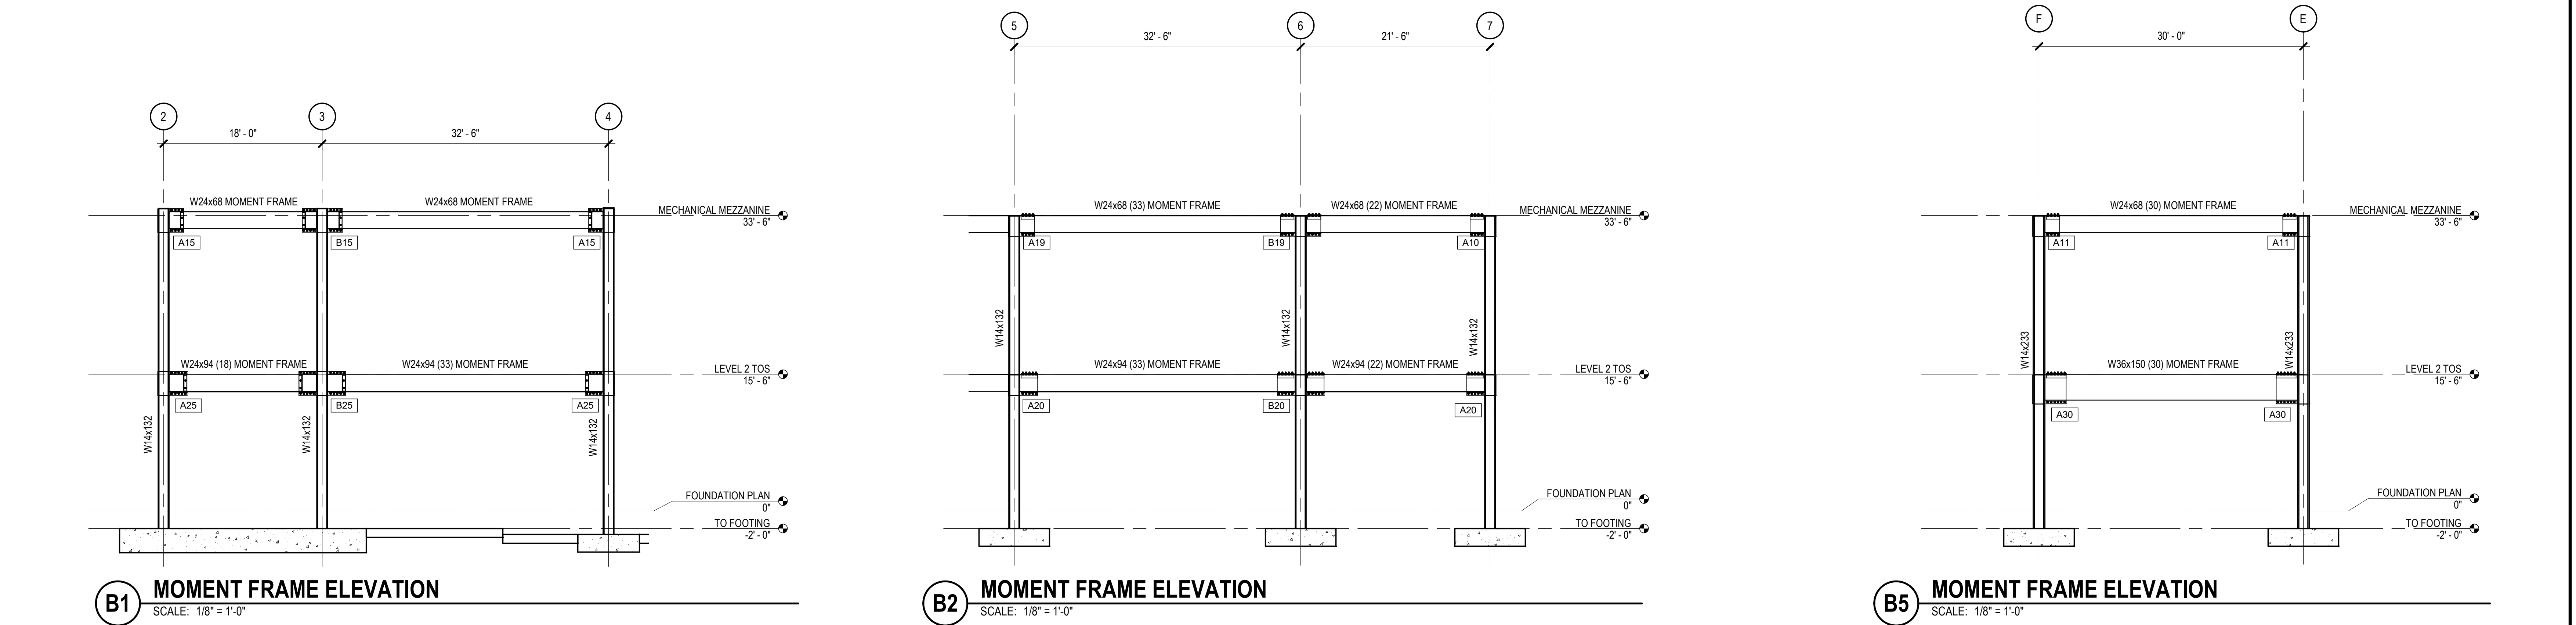 2
3
4
18' - 0"
32' - 6"
W24x68 MOMENT FRAME
W24x68 MOMENT FRAME
MECHANICAL MEZZANINE
33' - 6"
A15
B15
A15
W24x94 (18) MOMENT FRAME
W24x94 (33) MOMENT FRAME
LEVEL 2 TOS
15' - 6"
A25
B25
A25
W14x132
W14x132
W14x132
FOUNDATION PLAN
0"
TO FOOTING
-2' - 0"
B1
MOMENT FRAME ELEVATION
SCALE: 1/8" = 1'-0"
5
6
7
32' - 6"
21' - 6"
W24x68 (33) MOMENT FRAME
W24x68 (22) MOMENT FRAME
MECHANICAL MEZZANINE
33' - 6"
A19
B19
A10
W14x132
W14x132
W14x132
W24x94 (33) MOMENT FRAME
W24x94 (22) MOMENT FRAME
LEVEL 2 TOS
15' - 6"
A20
B20
A20
FOUNDATION PLAN
0"
TO FOOTING
-2' - 0"
B2
MOMENT FRAME ELEVATION
SCALE: 1/8" = 1'-0"
F
E
30' - 0"
W24x68 (30) MOMENT FRAME
MECHANICAL MEZZANINE
33' - 6"
A11
A11
W14x233
W14x233
W36x150 (30) MOMENT FRAME
LEVEL 2 TOS
15' - 6"
A30
A30
FOUNDATION PLAN
0"
TO FOOTING
-2' - 0"
B5
MOMENT FRAME ELEVATION
SCALE: 1/8" = 1'-0"